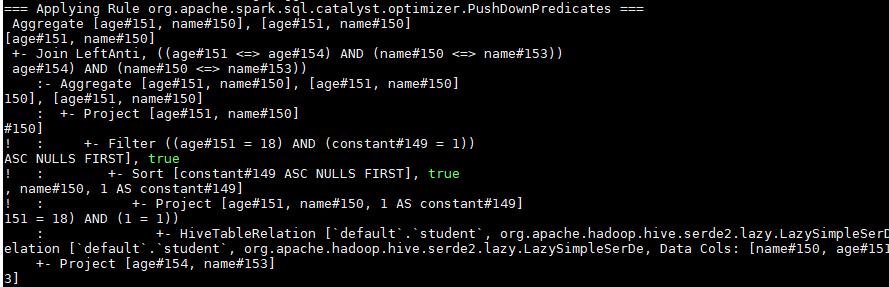 === Applying Rule org.apache.spark.sql.catalyst.optimizer.PushDownPredicates ===
 Aggregate [age#151, name#150], [age#151, name#150]
[age#151, name#150]
 +- Join LeftAnti, ((age#151 <=> age#154) AND (name#150 <=> name#153))
 age#154) AND (name#150 <=> name#153))
    :- Aggregate [age#151, name#150], [age#151, name#150]
150], [age#151, name#150]
    :  +- Project [age#151, name#150]
#150]
!   :     +- Filter ((age#151 = 18) AND (constant#149 = 1))
ASC NULLS FIRST], true
!   :        +- Sort [constant#149 ASC NULLS FIRST], true
, name#150, 1 AS constant#149]
!   :           +- Project [age#151, name#150, 1 AS constant#149]
151 = 18) AND (1 = 1))
    :              +- HiveTableRelation [`default`.`student`, org.apache.hadoop.hive.serde2.lazy.LazySimpleSerD
elation [`default`.`student`, org.apache.hadoop.hive.serde2.lazy.LazySimpleSerDe, Data Cols: [name#150, age#151
    +- Project [age#154, name#153]
3]